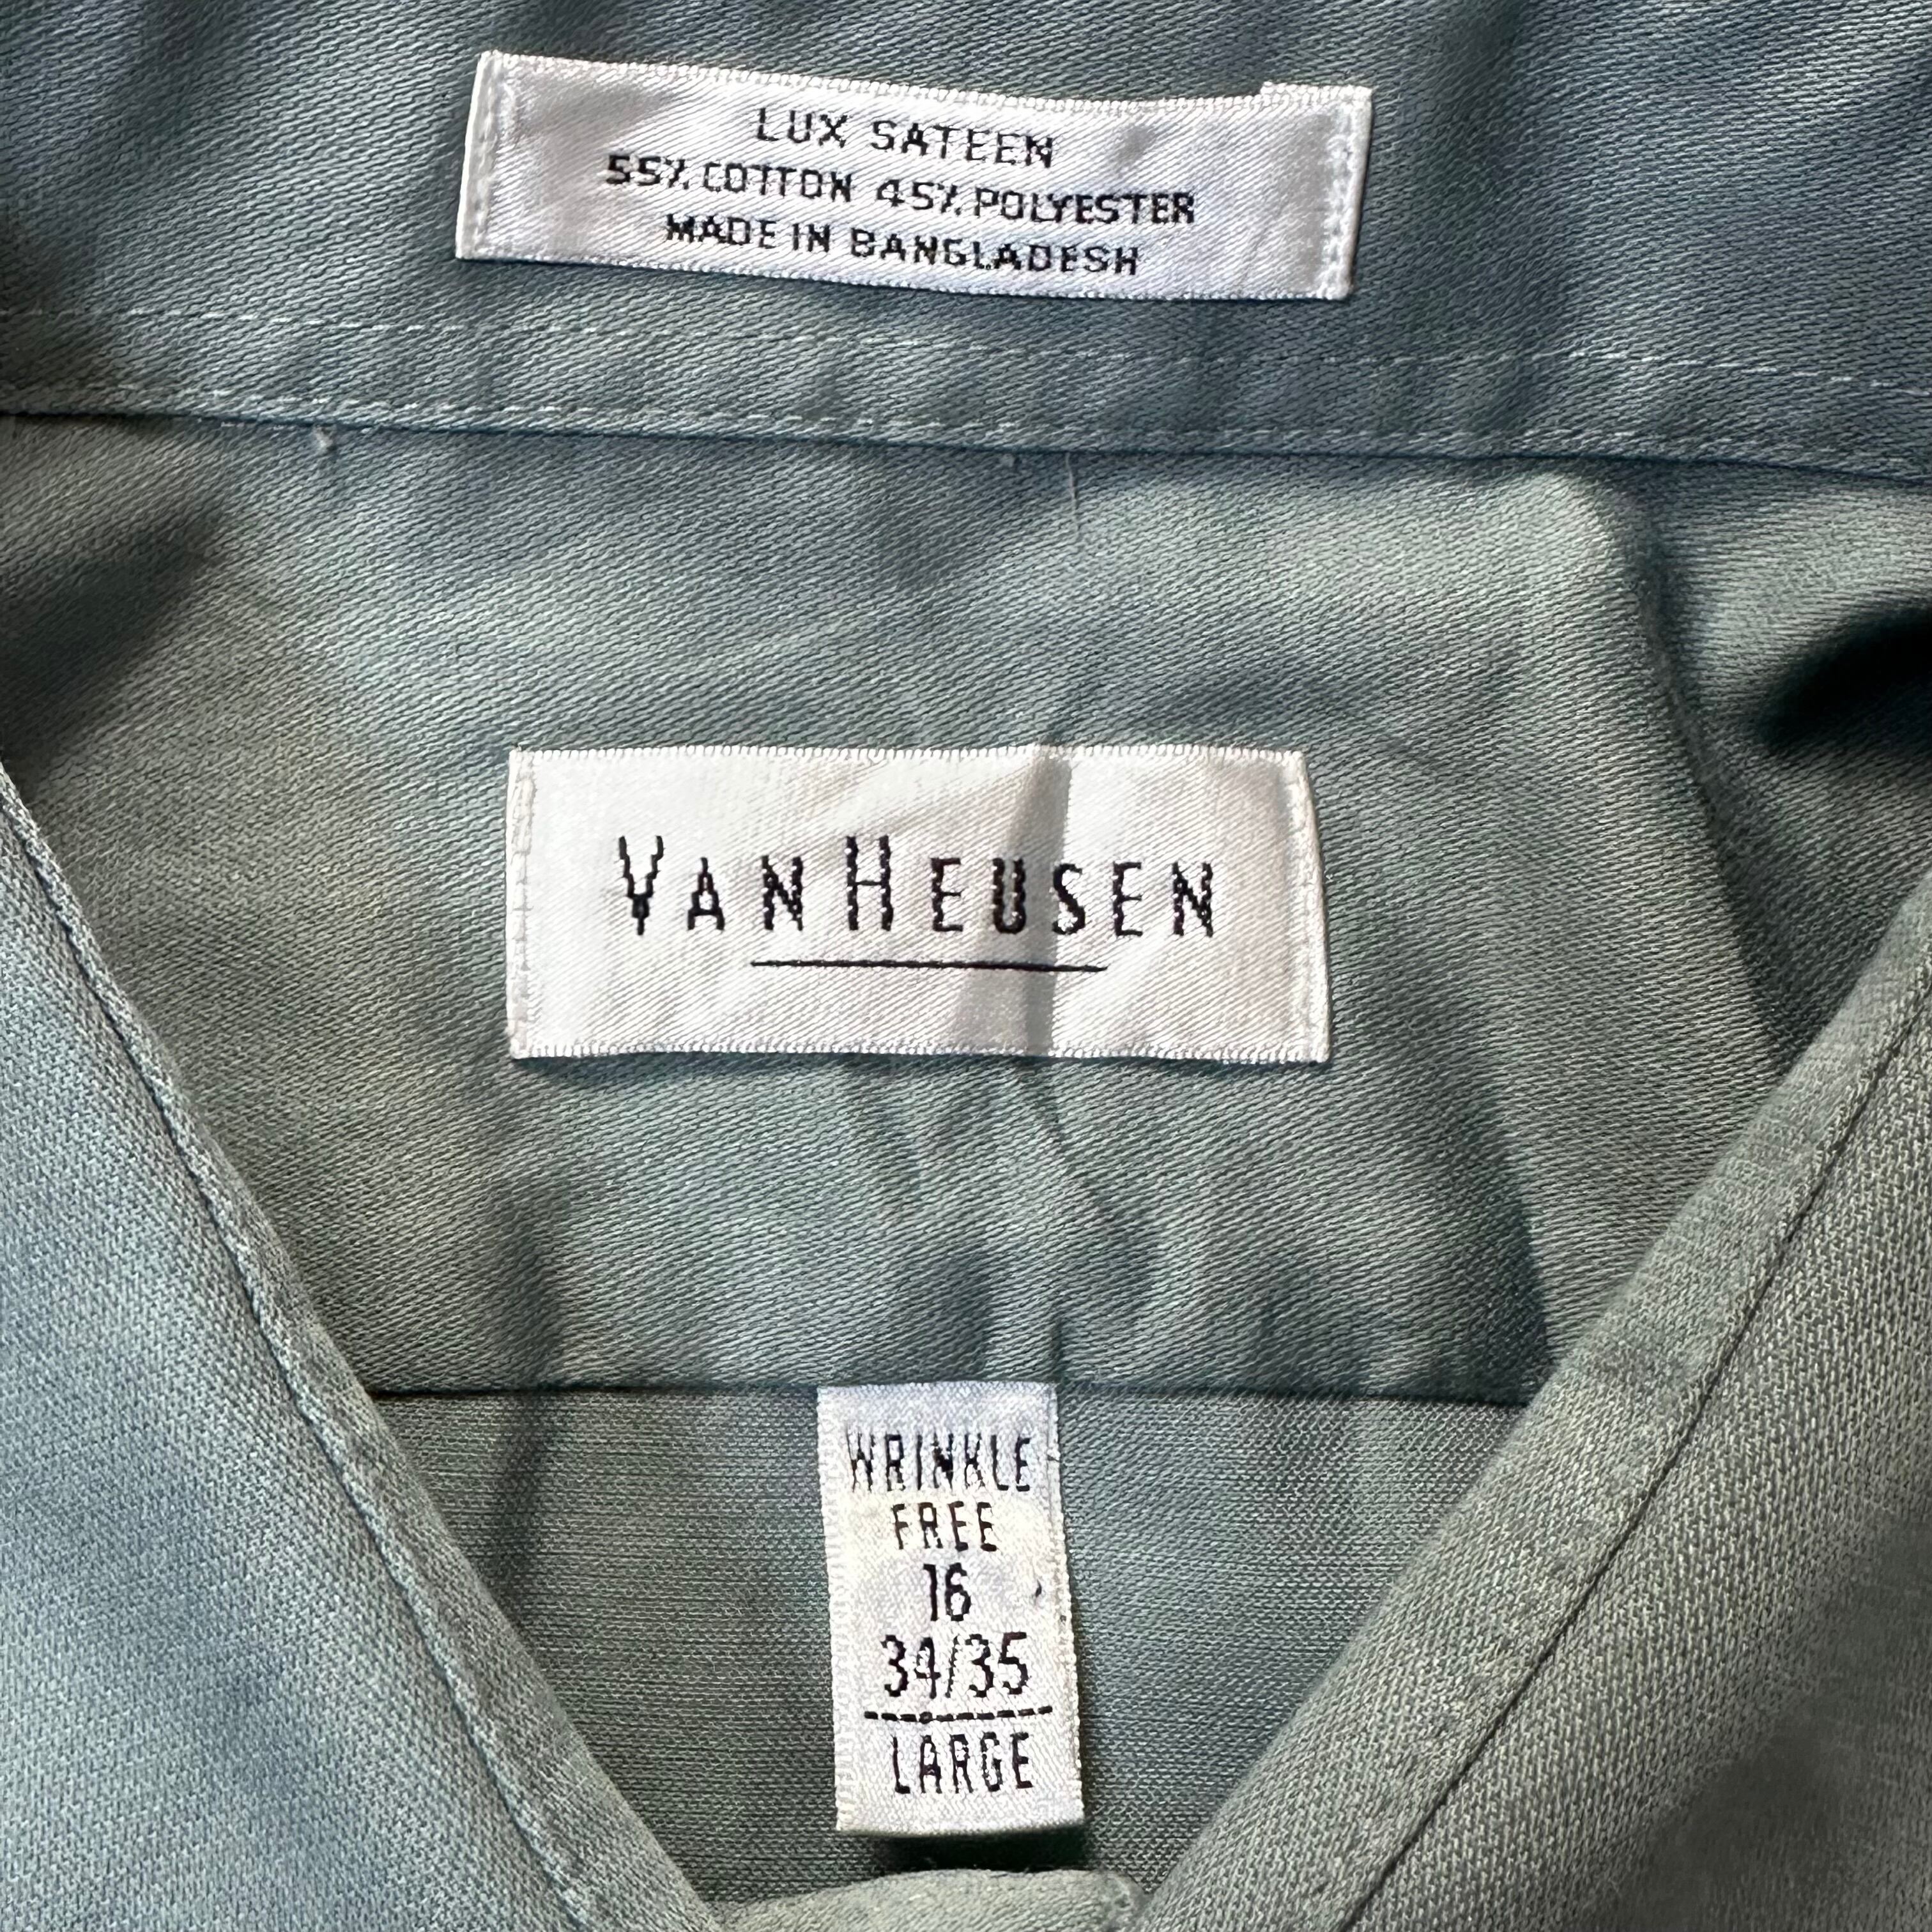 LUX SATEEN
55% COTTON 45% POLYESTER
MADE IN BANGLADESH
VAN HEUSEN
WRINKLE
FREE
16
34/35
LARGE